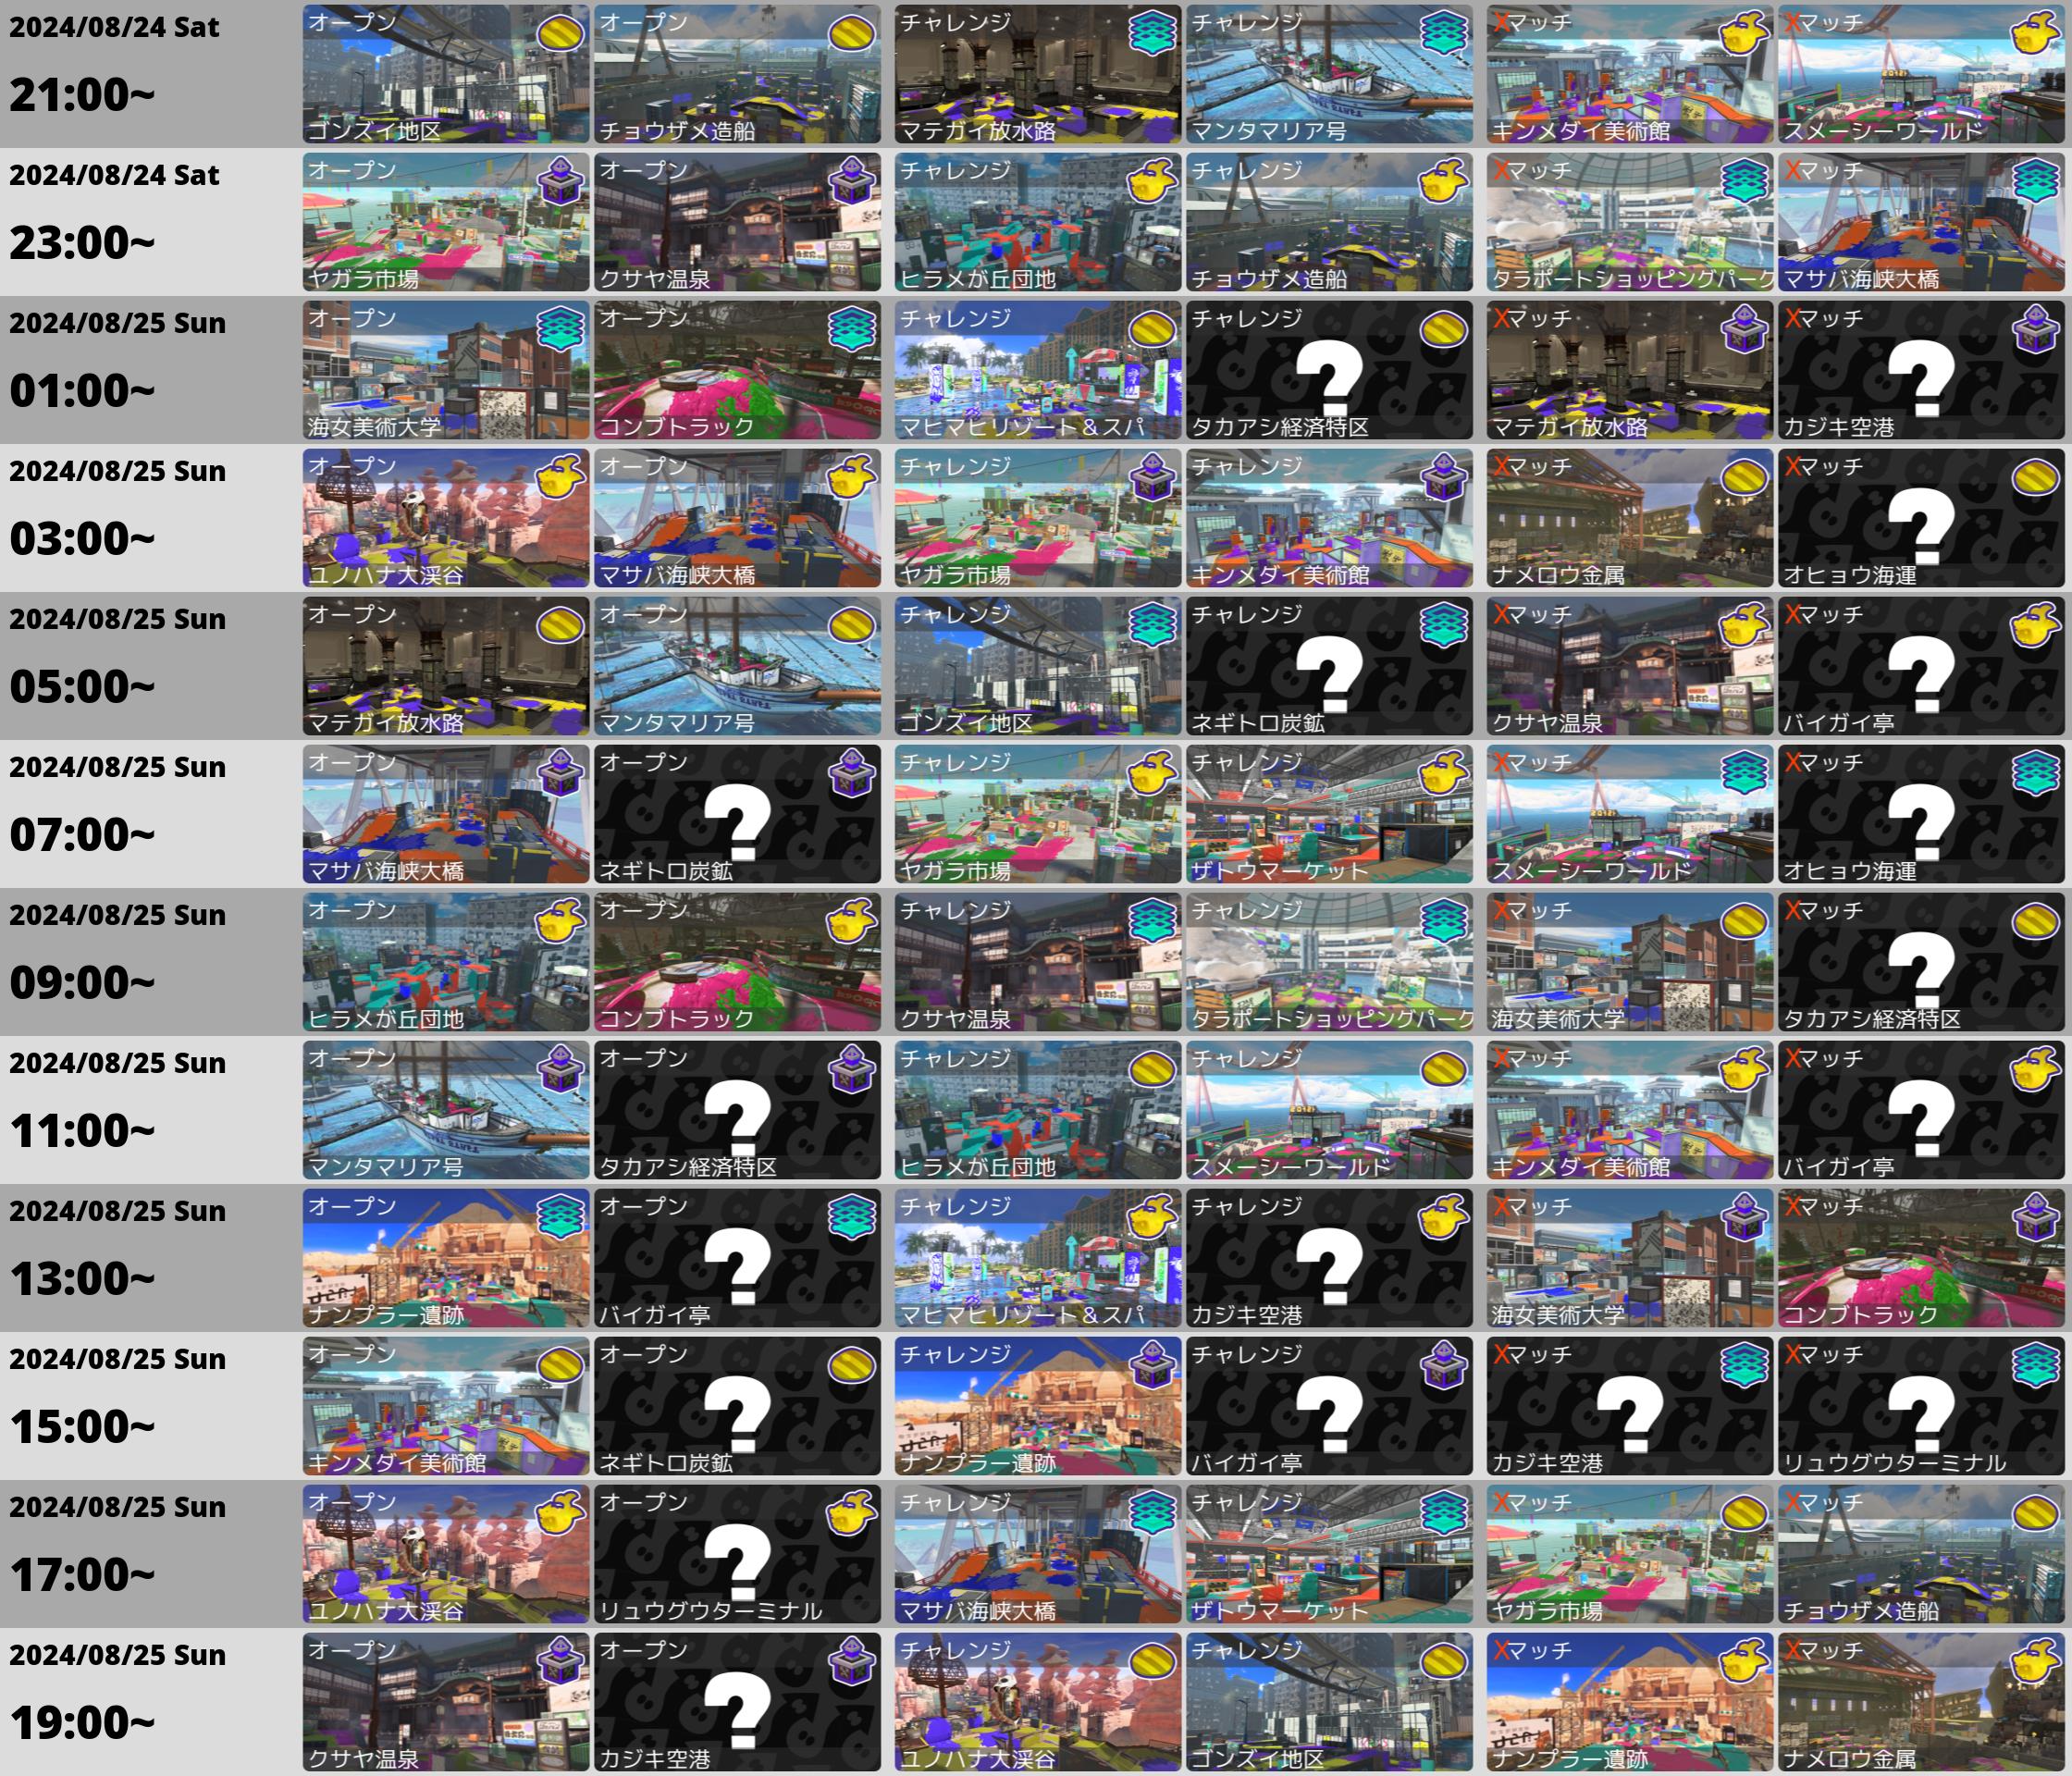 2024/08/24 Sat
21:00~
オープン
ゴンズイ地区
オープン
チョウザメ造船
チャレンジ
マテガイ放水路
チャレンジ
マンタマリア号
Xマッチ
キンメダイ美術館
Xマッチ
スメーシーワールド
2024/08/24 Sat
23:00~
オープン
ヤガラ市場
オープン
クサヤ温泉
チャレンジ
ヒラメが丘団地
チャレンジ
チョウザメ造船
Xマッチ
タラポートショッピングパーク
Xマッチ
マサバ海峡大橋
2024/08/25 Sun
01:00~
オープン
海女美術大学
オープン
コンブトラック
チャレンジ
マヒマヒリゾート＆スパ
チャレンジ
?
タカアシ経済特区
Xマッチ
マテガイ放水路
Xマッチ
?
カジキ空港
2024/08/25 Sun
03:00~
オープン
ユノハナ大渓谷
オープン
マサバ海峡大橋
チャレンジ
ヤガラ市場
チャレンジ
キンメダイ美術館
Xマッチ
ナメロウ金属
Xマッチ
?
オヒョウ海運
2024/08/25 Sun
05:00~
オープン
マテガイ放水路
オープン
マンタマリア号
チャレンジ
ゴンズイ地区
チャレンジ
?
ネギトロ炭鉱
Xマッチ
クサヤ温泉
Xマッチ
?
バイガイ亭
2024/08/25 Sun
07:00~
オープン
マサバ海峡大橋
オープン
?
ネギトロ炭鉱
チャレンジ
ヤガラ市場
チャレンジ
ザトウマーケット
Xマッチ
スメーシーワールド
Xマッチ
?
オヒョウ海運
2024/08/25 Sun
09:00~
オープン
ヒラメが丘団地
オープン
コンブトラック
チャレンジ
クサヤ温泉
チャレンジ
タラポートショッピングパーク
Xマッチ
海女美術大学
Xマッチ
?
タカアシ経済特区
2024/08/25 Sun
11:00~
オープン
マンタマリア号
オープン
?
タカアシ経済特区
チャレンジ
ヒラメが丘団地
チャレンジ
スメーシーワールド
Xマッチ
キンメダイ美術館
Xマッチ
?
バイガイ亭
2024/08/25 Sun
13:00~
オープン
ナンプラー遺跡
オープン
?
バイガイ亭
チャレンジ
マヒマヒリゾート＆スパ
チャレンジ
?
カジキ空港
Xマッチ
海女美術大学
Xマッチ
コンブトラック
2024/08/25 Sun
15:00~
オープン
キンメダイ美術館
オープン
?
ネギトロ炭鉱
チャレンジ
ナンプラー遺跡
チャレンジ
?
バイガイ亭
Xマッチ
?
カジキ空港
Xマッチ
?
リュウグウターミナル
2024/08/25 Sun
17:00~
オープン
ユノハナ大渓谷
オープン
?
リュウグウターミナル
チャレンジ
マサバ海峡大橋
チャレンジ
ザトウマーケット
Xマッチ
ヤガラ市場
Xマッチ
チョウザメ造船
2024/08/25 Sun
19:00~
オープン
クサヤ温泉
オープン
?
カジキ空港
チャレンジ
ユノハナ大渓谷
チャレンジ
ゴンズイ地区
Xマッチ
ナンプラー遺跡
Xマッチ
ナメロウ金属